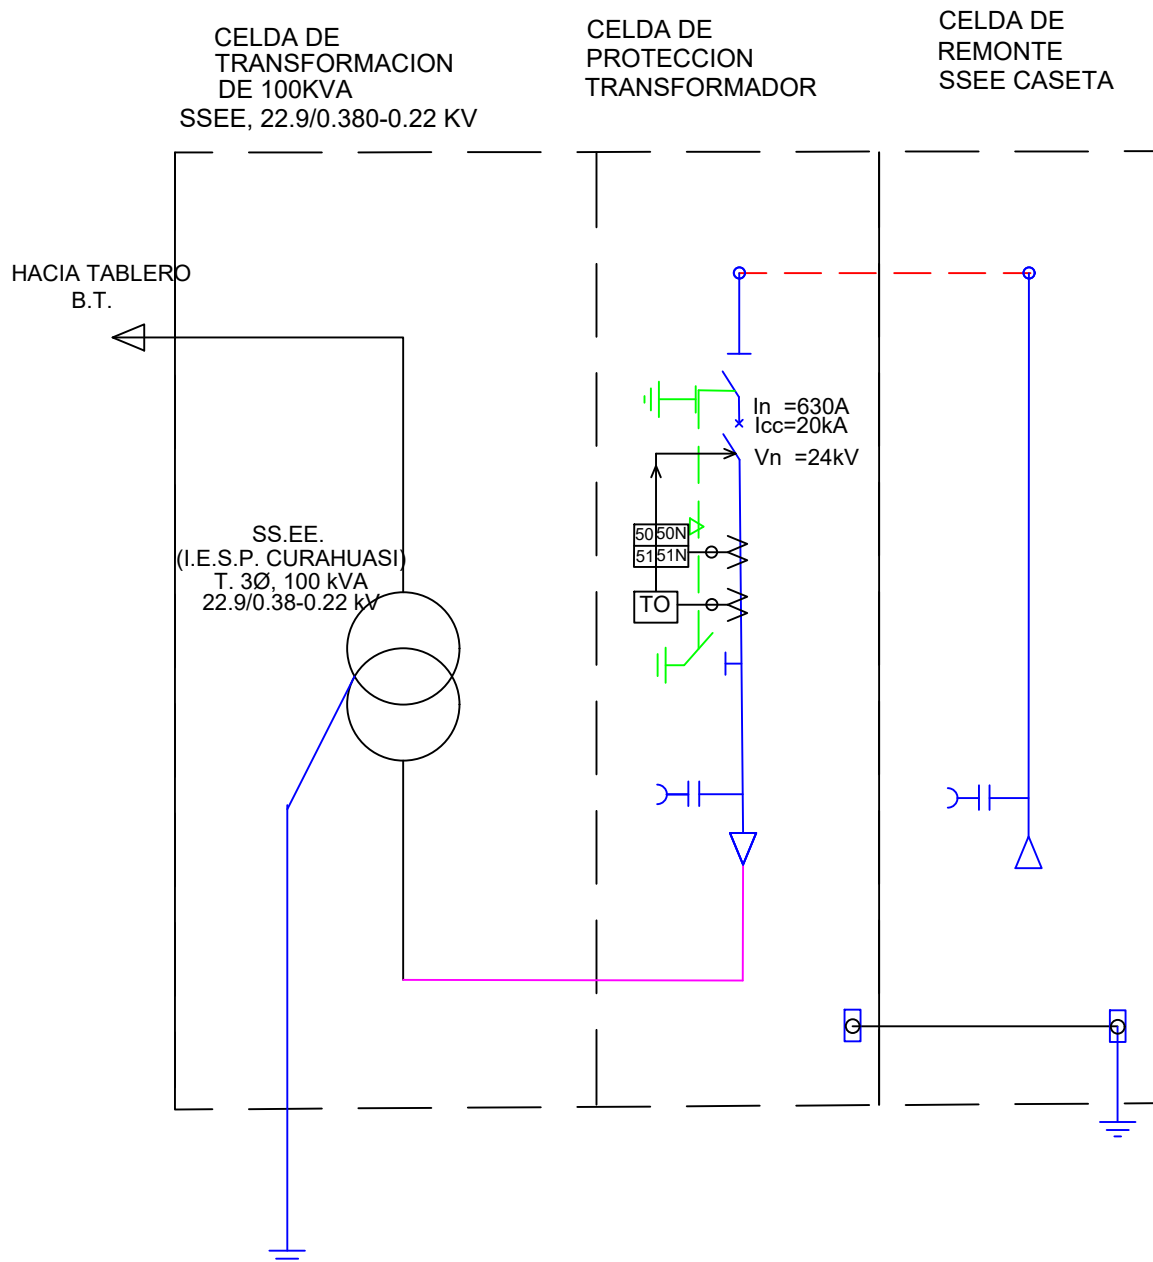 CELDA DE
TRANSFORMACION
DE 100KVA
SSEE, 22.9/0.380-0.22 KV
CELDA DE
PROTECCION
TRANSFORMADOR
CELDA DE
REMONTE
SSEE CASETA
HACIA TABLERO
B.T.
In =630A
Icc=20kA
Vn =24kV
SS.EE.
(I.E.S.P. CURAHUASI)
T. 3Ø, 100 kVA
22.9/0.38-0.22 kV
50 50N
51 51N
TO